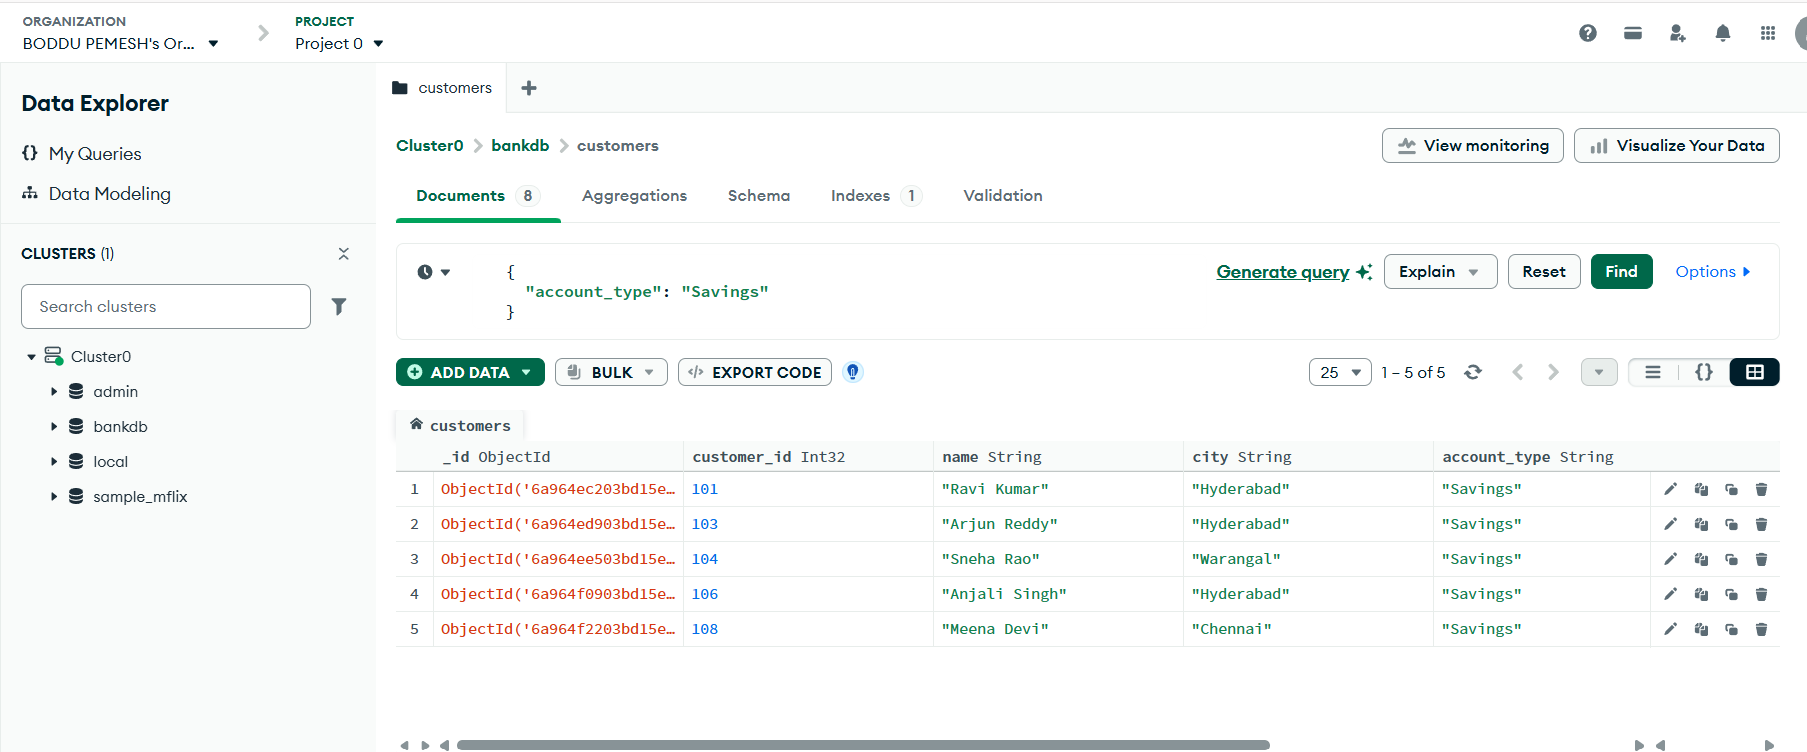 ORGANIZATION
BODDU PEMESH's Or...
PROJECT
Project 0
Data Explorer
My Queries
Data Modeling
CLUSTERS (1)
Search clusters
Cluster0
admin
bankdb
local
sample_mflix
customers
Cluster0 bankdb customers
View monitoring
Visualize Your Data
Documents 8 Aggregations Schema Indexes 1 Validation
{
"account_type": "Savings"
}
Generate query Explain Reset Find Options
ADD DATA BULK EXPORT CODE
25 1 – 5 of 5
customers
_id ObjectId customer_id Int32 name String city String account_type String
1 ObjectId('6a964ec203bd15e… 101 "Ravi Kumar" "Hyderabad" "Savings"
2 ObjectId('6a964ed903bd15e… 103 "Arjun Reddy" "Hyderabad" "Savings"
3 ObjectId('6a964ee503bd15e… 104 "Sneha Rao" "Warangal" "Savings"
4 ObjectId('6a964f0903bd15e… 106 "Anjali Singh" "Hyderabad" "Savings"
5 ObjectId('6a964f2203bd15e… 108 "Meena Devi" "Chennai" "Savings"